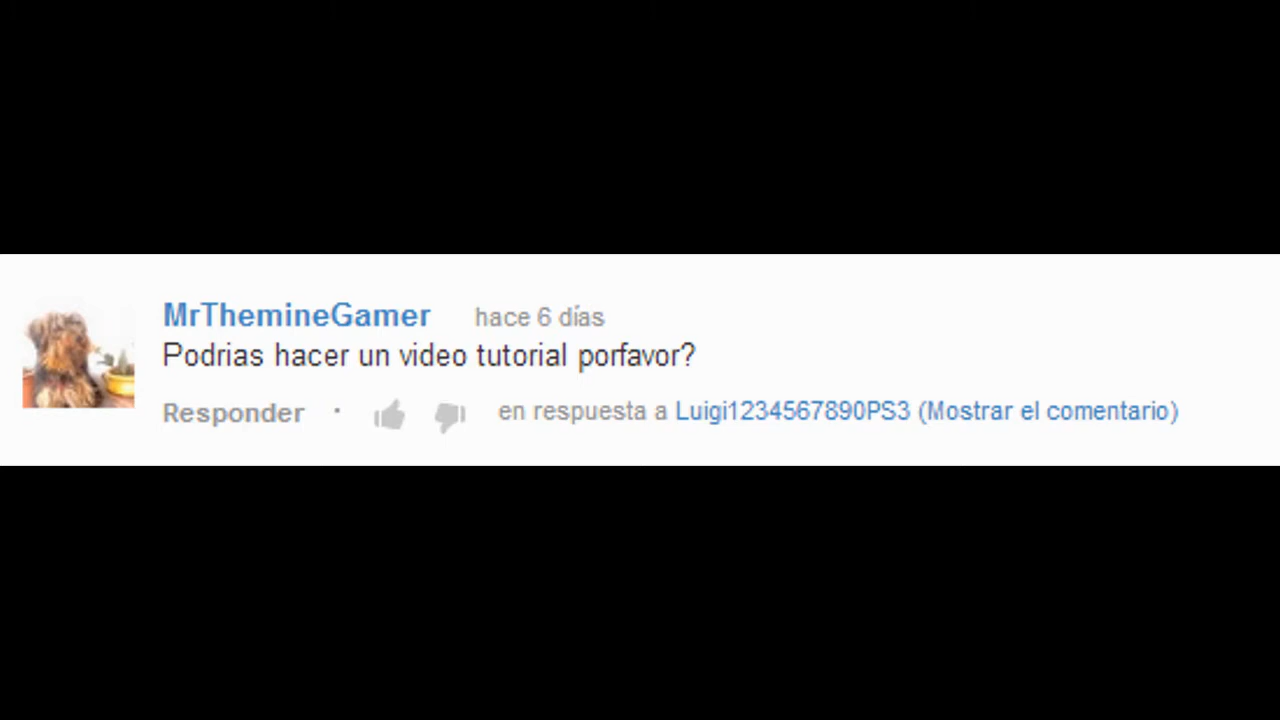 MrThemineGamer hace 6 días
Podrias hacer un video tutorial porfavor?
Responder · en respuesta a Luigi1234567890PS3 (Mostrar el comentario)